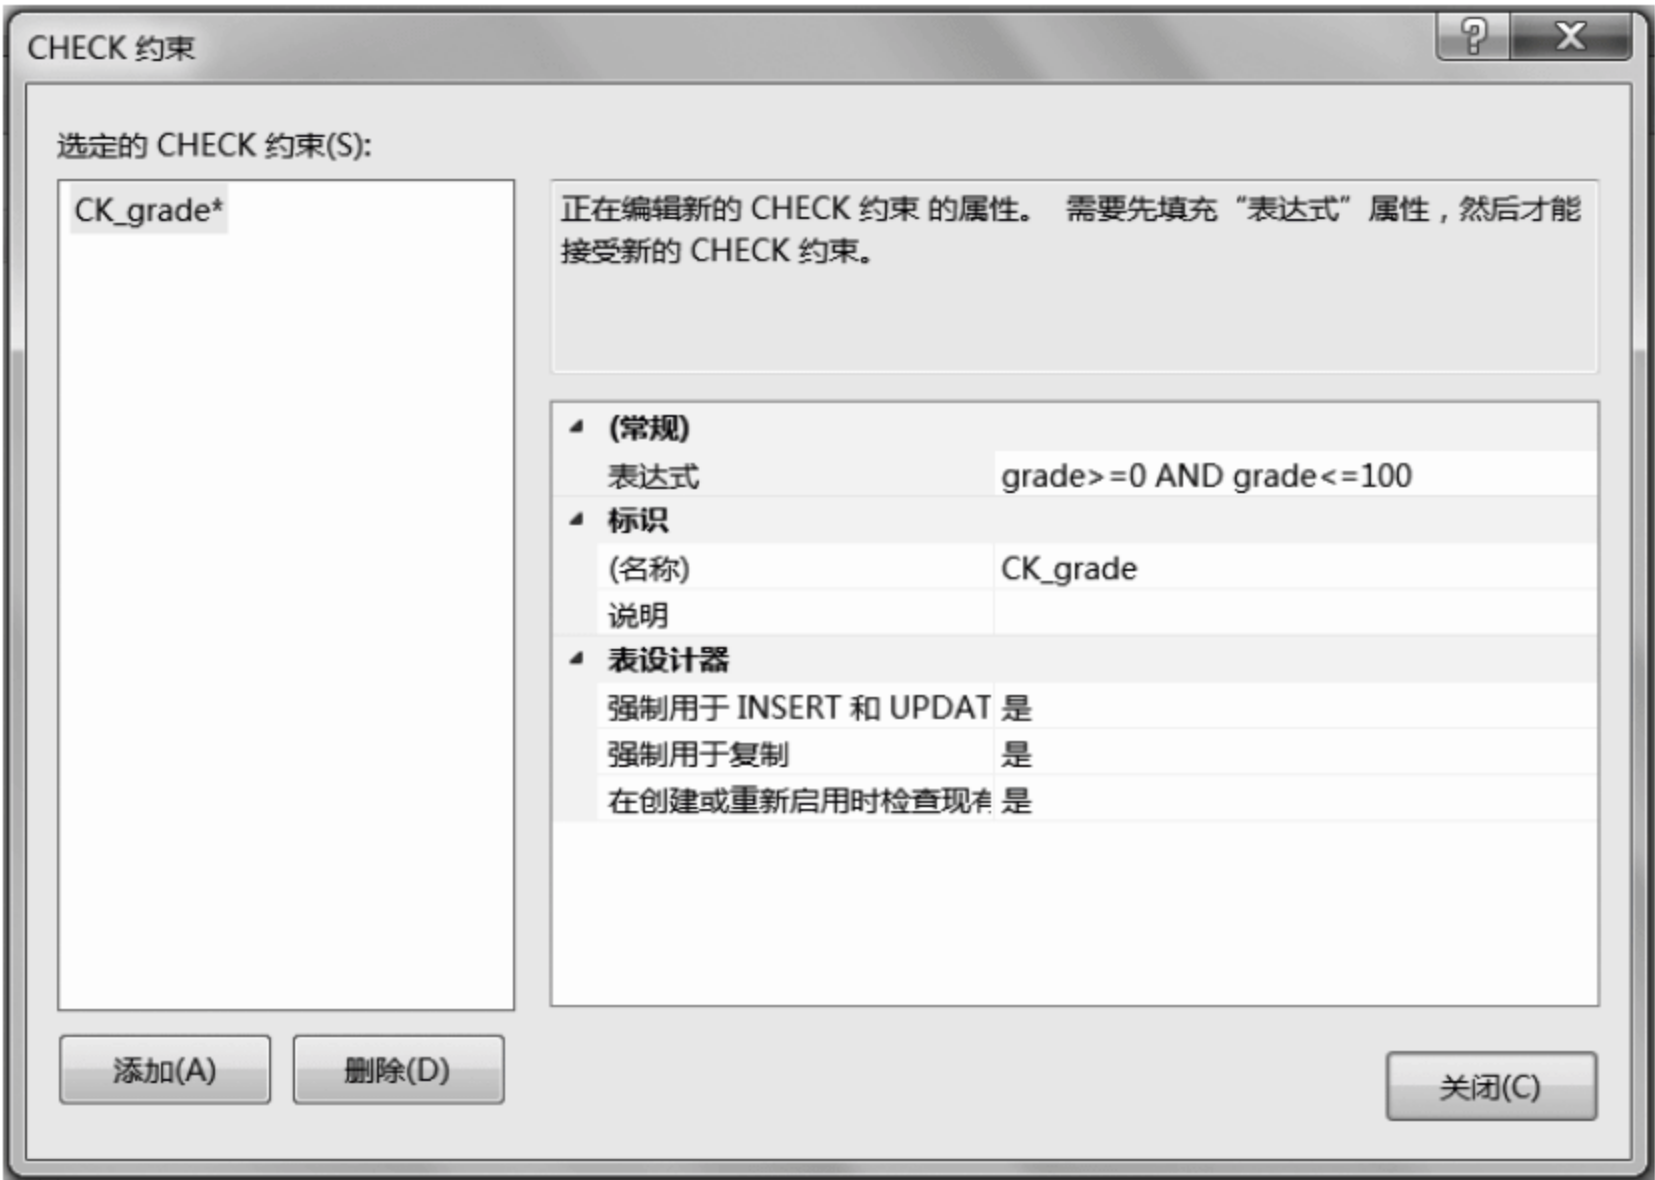 CHECK 约束
选定的 CHECK 约束(S):
CK_grade*
正在编辑新的 CHECK 约束 的属性。 需要先填充“表达式”属性，然后才能
接受新的 CHECK 约束。
(常规)
表达式 grade>=0 AND grade<=100
标识
(名称) CK_grade
说明
表设计器
强制用于 INSERT 和 UPDAT 是
强制用于复制 是
在创建或重新启用时检查现有 是
添加(A) 删除(D)
关闭(C)